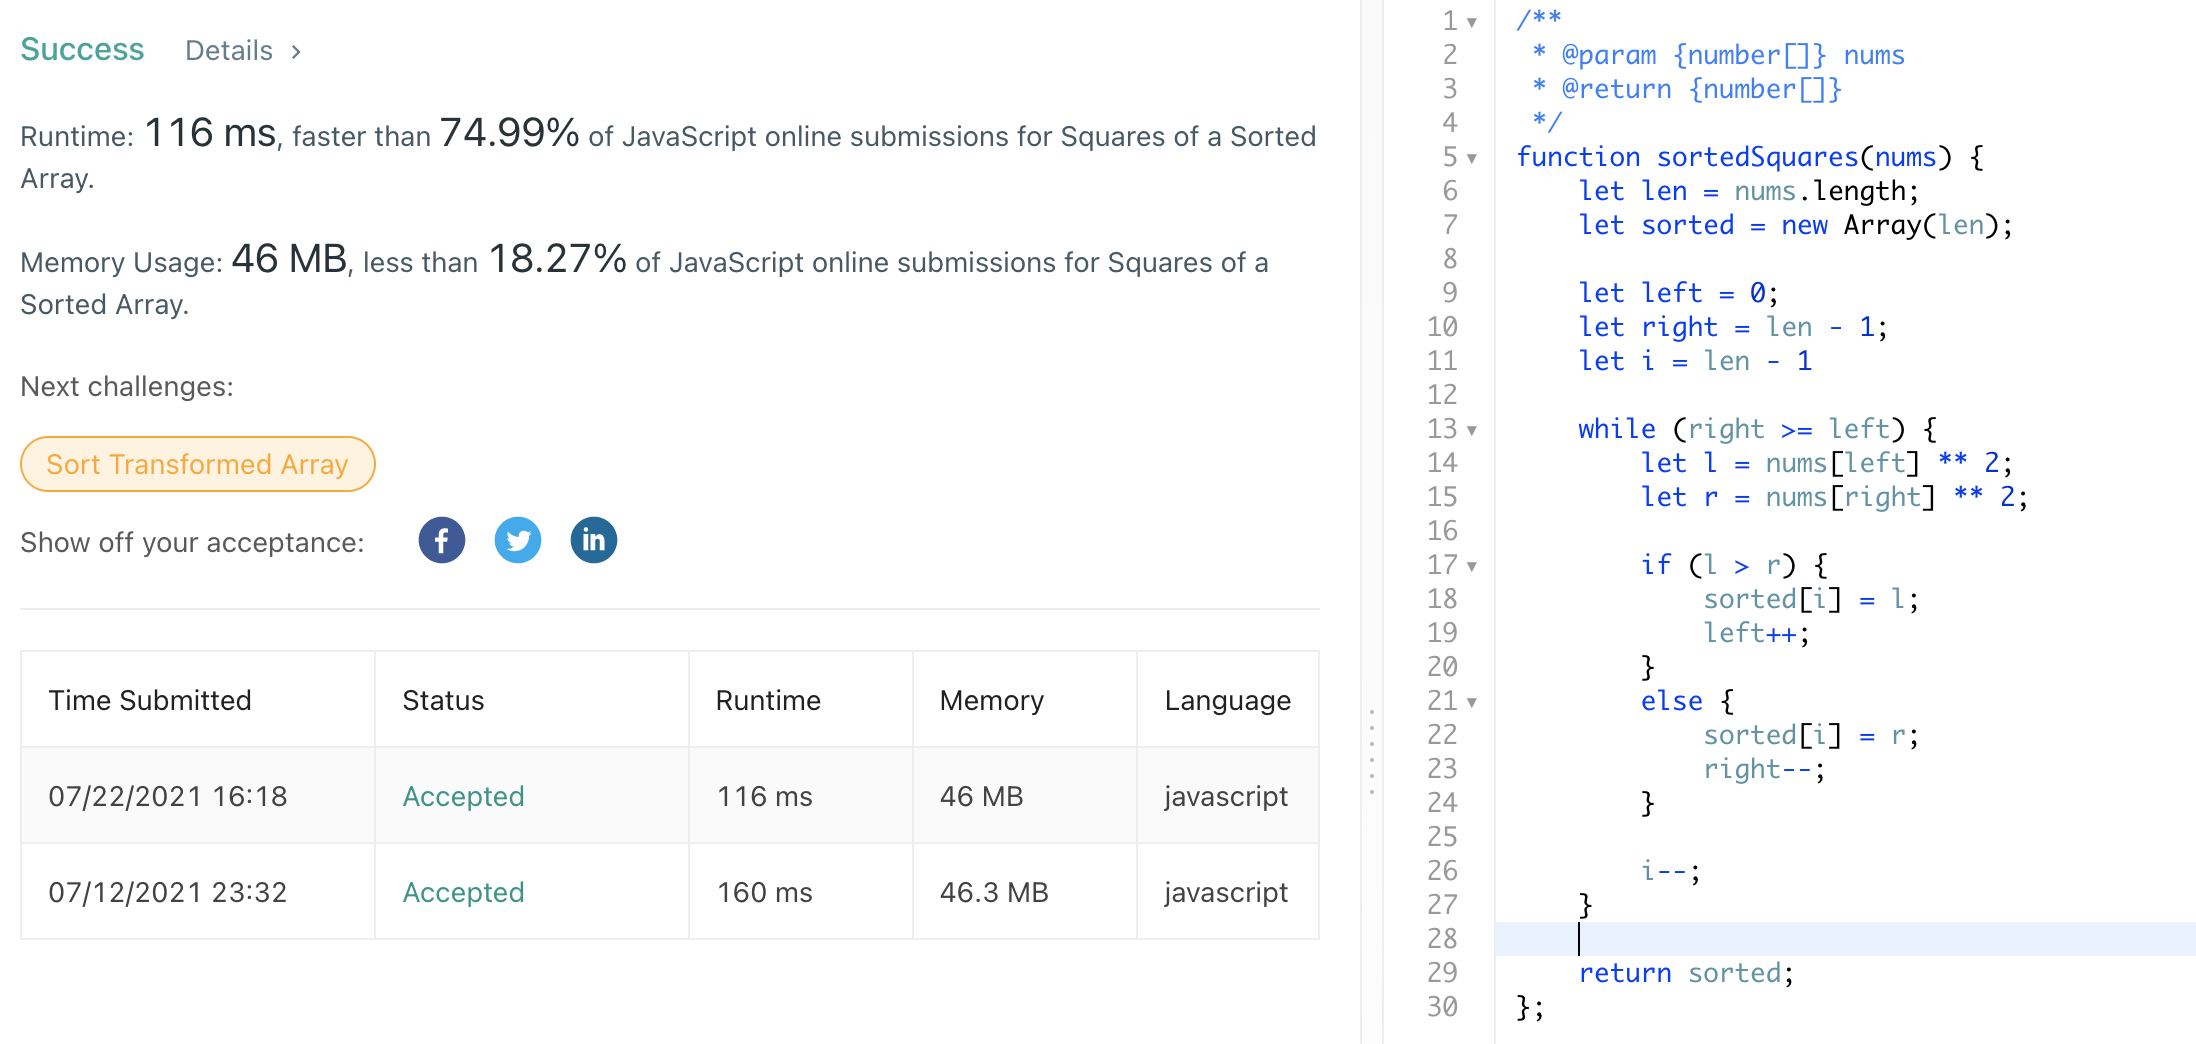 Success Details >
Runtime: 116 ms, faster than 74.99% of JavaScript online submissions for Squares of a Sorted
Array.
Memory Usage: 46 MB, less than 18.27% of JavaScript online submissions for Squares of a
Sorted Array.
Next challenges:
Sort Transformed Array
Show off your acceptance: f in
Time Submitted Status Runtime Memory Language
07/22/2021 16:18 Accepted 116 ms 46 MB javascript
07/12/2021 23:32 Accepted 160 ms 46.3 MB javascript
1 /**
2  * @param {number[]} nums
3  * @return {number[]}
4  */
5 function sortedSquares(nums) {
6     let len = nums.length;
7     let sorted = new Array(len);
8
9     let left = 0;
10     let right = len - 1;
11     let i = len - 1
12
13     while (right >= left) {
14         let l = nums[left] ** 2;
15         let r = nums[right] ** 2;
16
17         if (l > r) {
18             sorted[i] = l;
19             left++;
20         }
21         else {
22             sorted[i] = r;
23             right--;
24         }
25
26         i--;
27     }
28
29     return sorted;
30 };